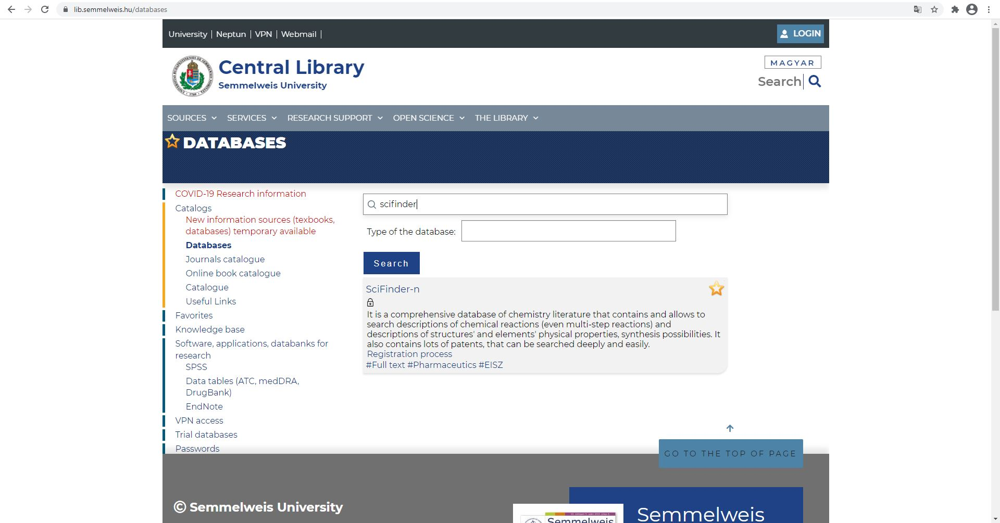 lib.semmelweis.hu/databases
University | Neptun | VPN | Webmail |
LOGIN
Central Library
Semmelweis University
MAGYAR
Search
SOURCES
SERVICES
RESEARCH SUPPORT
OPEN SCIENCE
THE LIBRARY
DATABASES
COVID-19 Research information
Catalogs
New information sources (texbooks,
databases) temporary available
Databases
Journals catalogue
Online book catalogue
Catalogue
Useful Links
Favorites
Knowledge base
Software, applications, databanks for
research
SPSS
Data tables (ATC, medDRA,
DrugBank)
EndNote
VPN access
Trial databases
Passwords
scifinder
Type of the database:
Search
SciFinder-n
It is a comprehensive database of chemistry literature that contains and allows to
search descriptions of chemical reactions (even multi-step reactions) and
descriptions of structures' and elements' physical properties, synthesis possibilities. It
also contains lots of patents, that can be searched deeply and easily.
Registration process
#Full text #Pharmaceutics #EISZ
GO TO THE TOP OF PAGE
© Semmelweis University
Semmelweis
Semmelweis